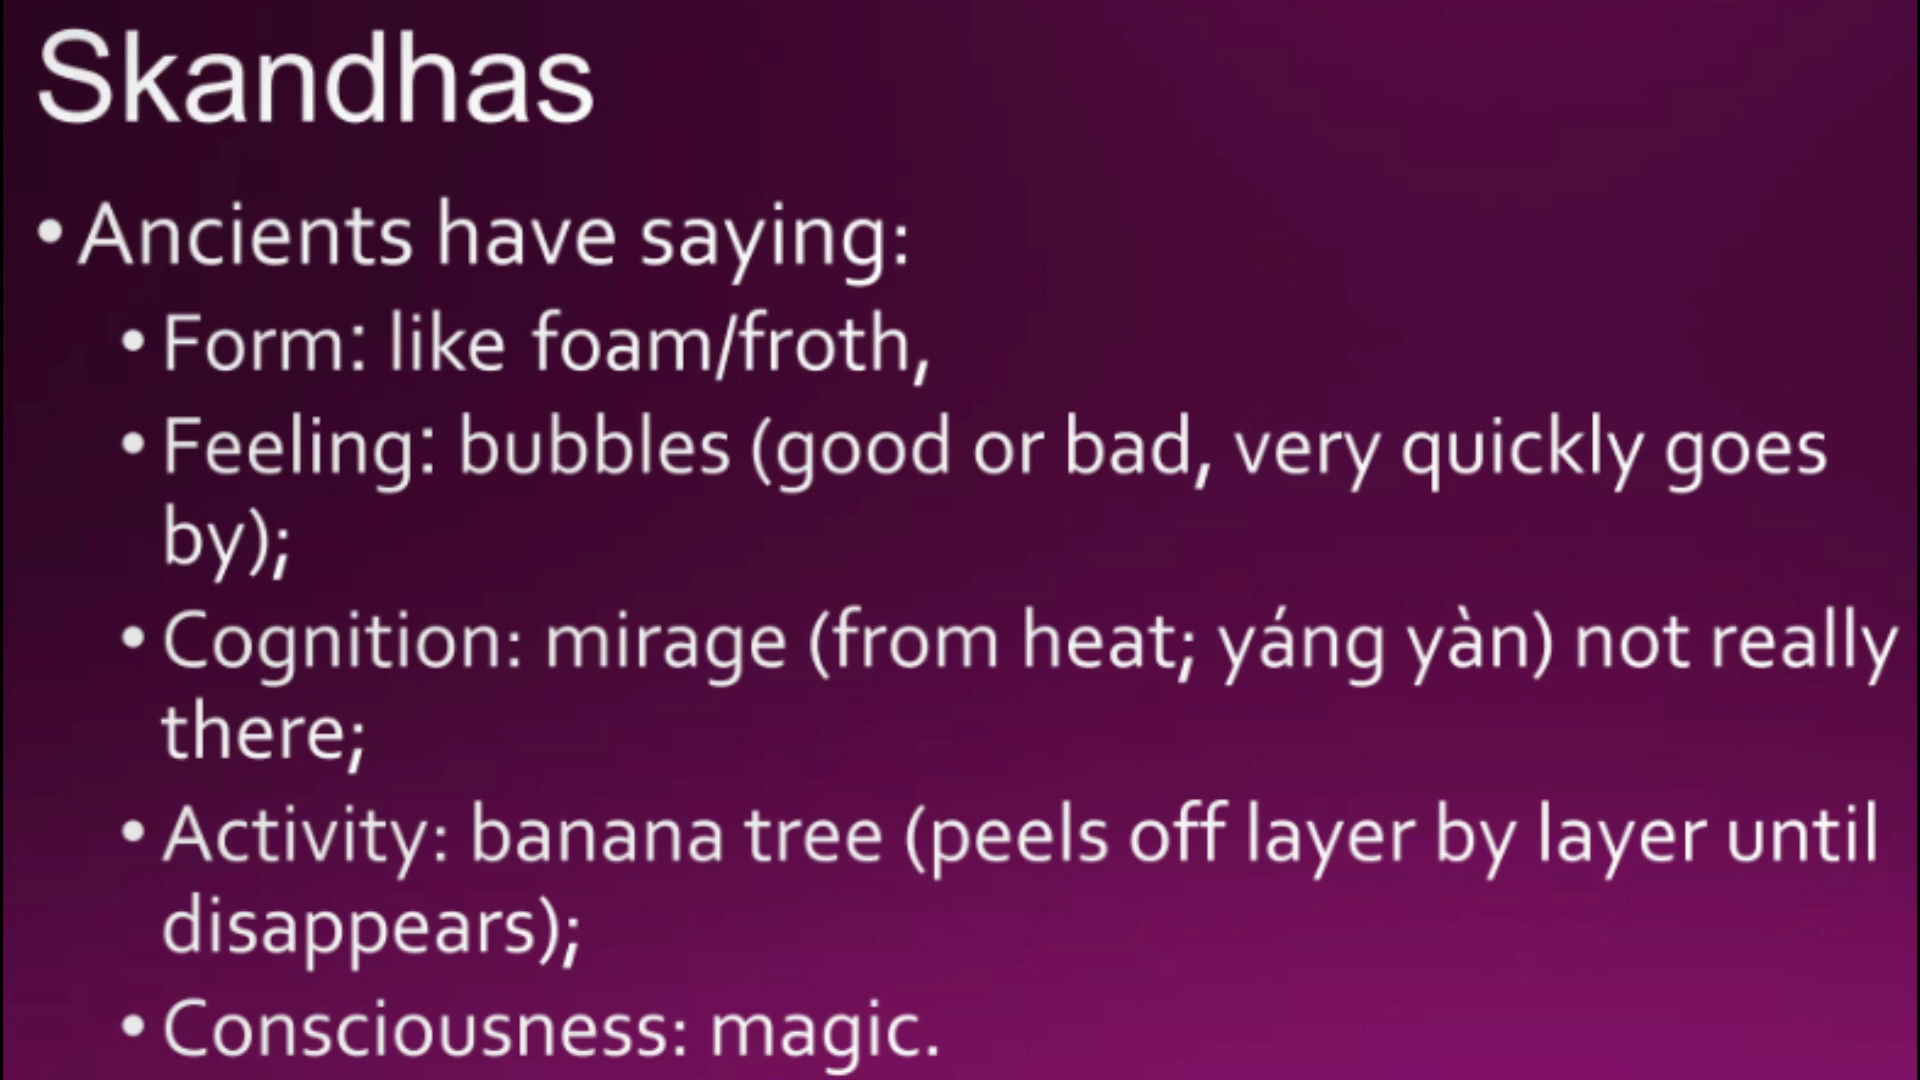 Skandhas
• Ancients have saying:
• Form: like foam/froth,
• Feeling: bubbles (good or bad, very quickly goes
by);
• Cognition: mirage (from heat; yáng yàn) not really
there;
• Activity: banana tree (peels off layer by layer until
disappears);
• Consciousness: magic.